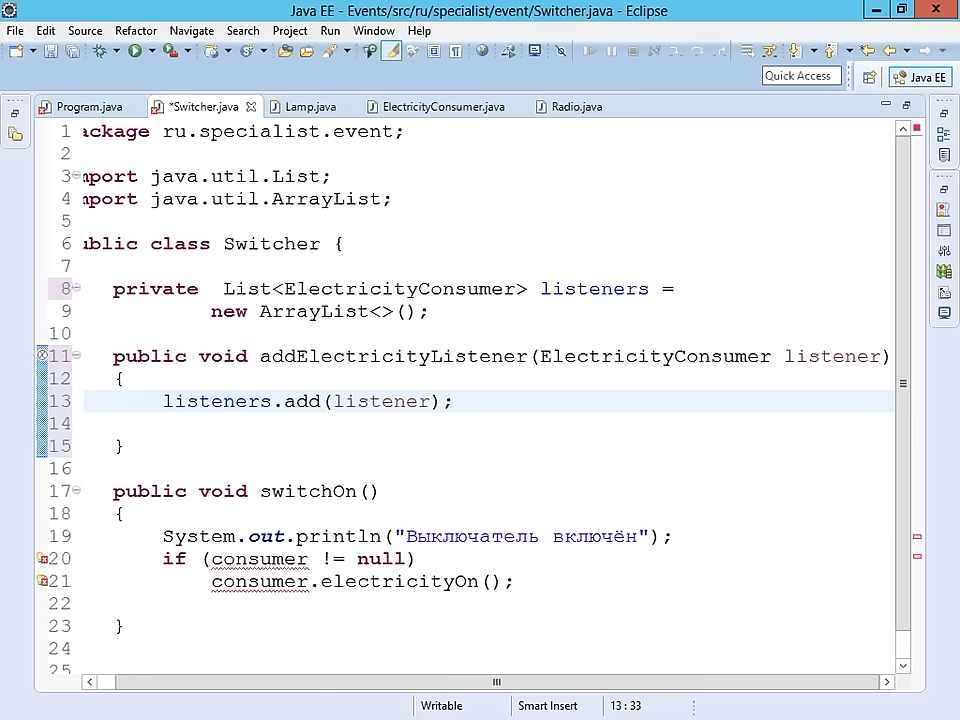 Java EE - Events/src/ru/specialist/event/Switcher.java - Eclipse
File Edit Source Refactor Navigate Search Project Run Window Help
Quick Access
Java EE
Program.java
*Switcher.java
Lamp.java
ElectricityConsumer.java
Radio.java
1 ackage ru.specialist.event;
2
3 mport java.util.List;
4 mport java.util.ArrayList;
5
6 ublic class Switcher {
7
8 private List<ElectricityConsumer> listeners =
9 new ArrayList<>();
10
11 public void addElectricityListener(ElectricityConsumer listener)
12 {
13 listeners.add(listener);
14
15 }
16
17 public void switchOn()
18 {
19 System.out.println("Выключатель включён");
20 if (consumer != null)
21 consumer.electricityOn();
22
23 }
24
25
Writable Smart Insert 13 : 33